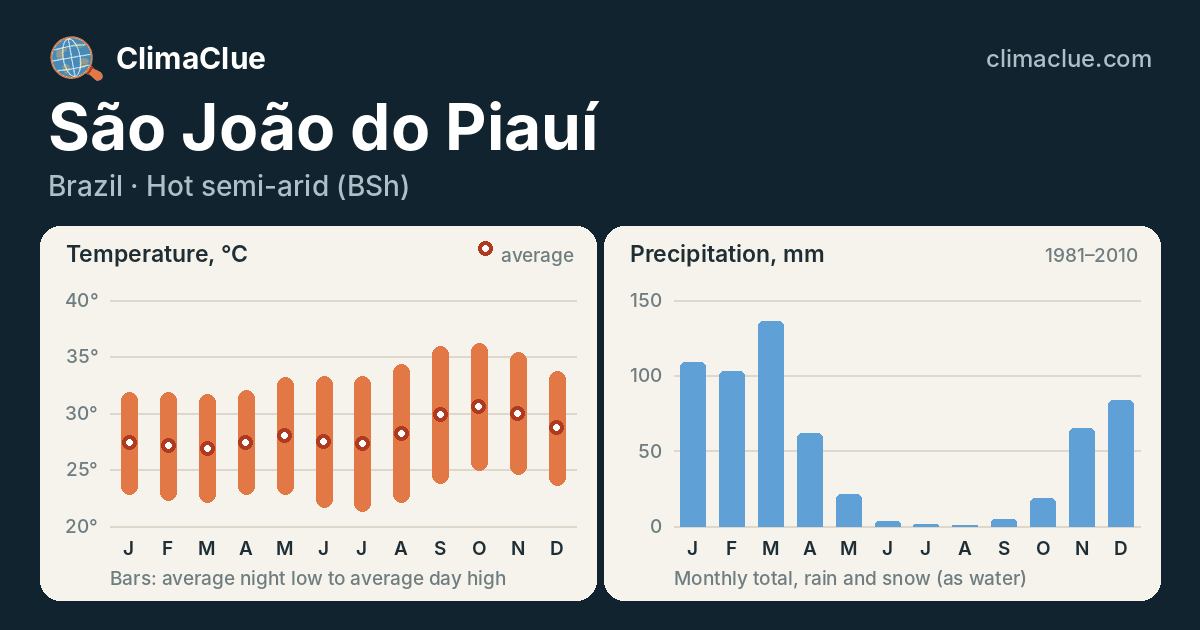 ClimaClue
climaclue.com
São João do Piauí
Brazil · Hot semi-arid (BSh)
Temperature, °C
average
40°
35°
30°
25°
20°
J F M A M J J A S O N D
Bars: average night low to average day high
Precipitation, mm
1981–2010
150
100
50
0
J F M A M J J A S O N D
Monthly total, rain and snow (as water)